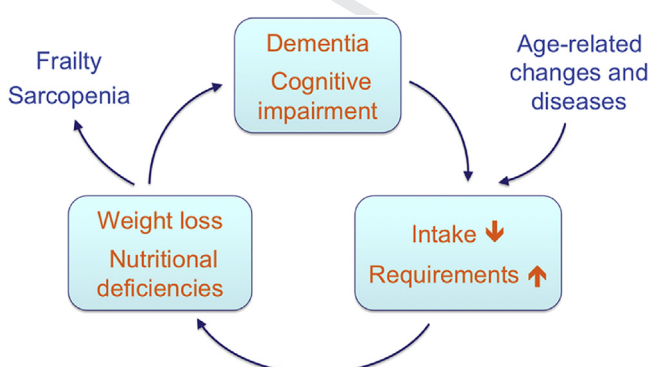 Dementia
Cognitive
impairment
Age-related
changes and
diseases
Frailty
Sarcopenia
Weight loss
Nutritional
deficiencies
Intake ↓
Requirements ↑